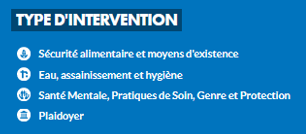 TYPE D'INTERVENTION
Sécurité alimentaire et moyens d'existence
Eau, assainissement et hygiène
Santé Mentale, Pratiques de Soin, Genre et Protection
Plaidoyer